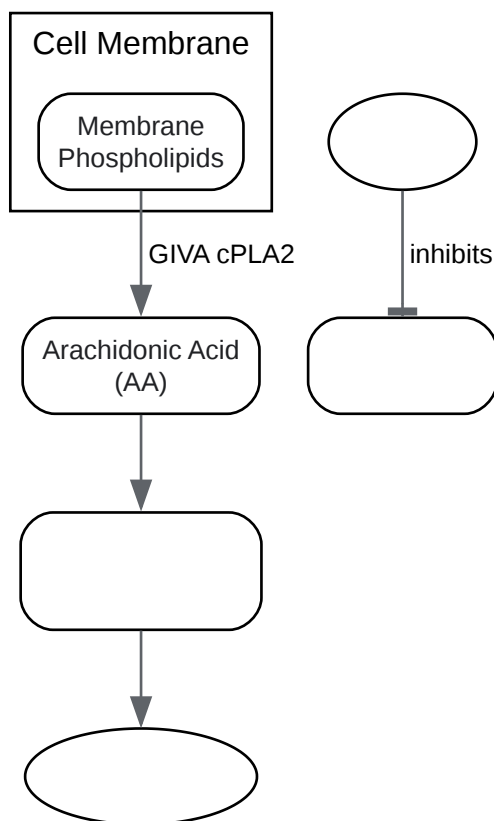 Cell Membrane
Membrane
Phospholipids
GIVA cPLA2
inhibits
Arachidonic Acid
(AA)